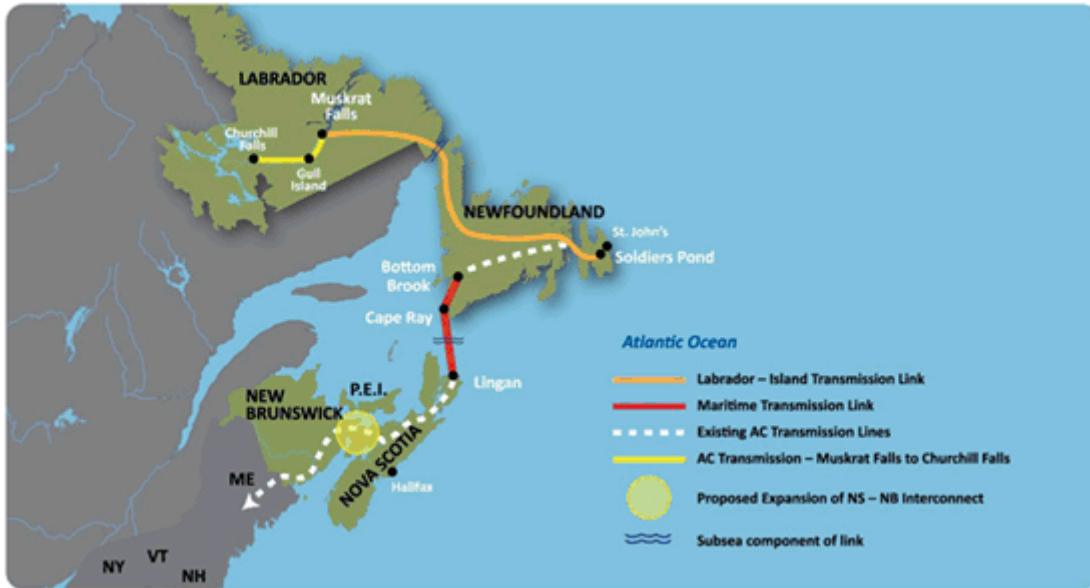 LABRADOR
Muskrat
Falls
Churchill
Falls
Gull
Island
NEWFOUNDLAND
St. John's
Soldiers Pond
Bottom
Brook
Cape Ray
Lingan
P.E.I.
NEW
BRUNSWICK
NOVA SCOTIA
Halifax
ME
NY
VT
NH
Atlantic Ocean
Labrador – Island Transmission Link
Maritime Transmission Link
Existing AC Transmission Lines
AC Transmission – Muskrat Falls to Churchill Falls
Proposed Expansion of NS – NB Interconnect
Subsea component of link